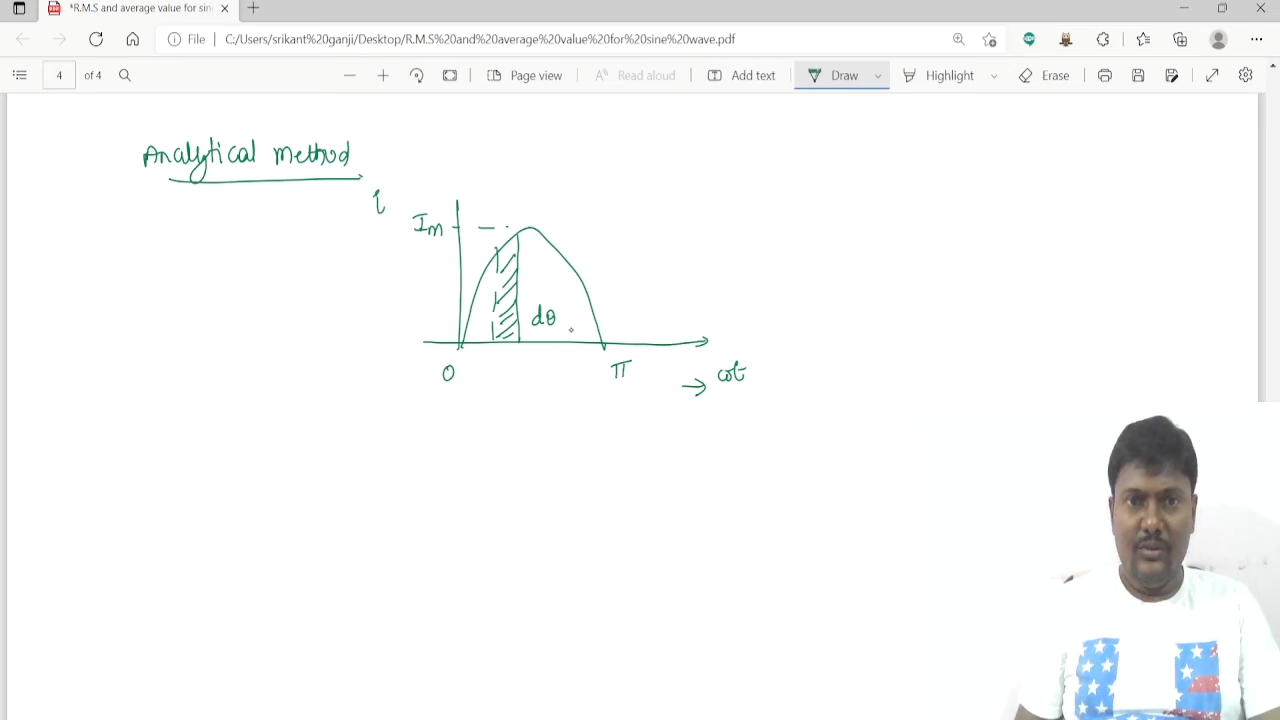 *R.M.S and average value for sin
File
C:/Users/srikant%20ganji/Desktop/R.M.S%20and%20average%20value%20for%20sine%20wave.pdf
4 of 4
Page view
Read aloud
Add text
Draw
Highlight
Erase
Analytical method
i
Im
dθ
0
π
→ ωt